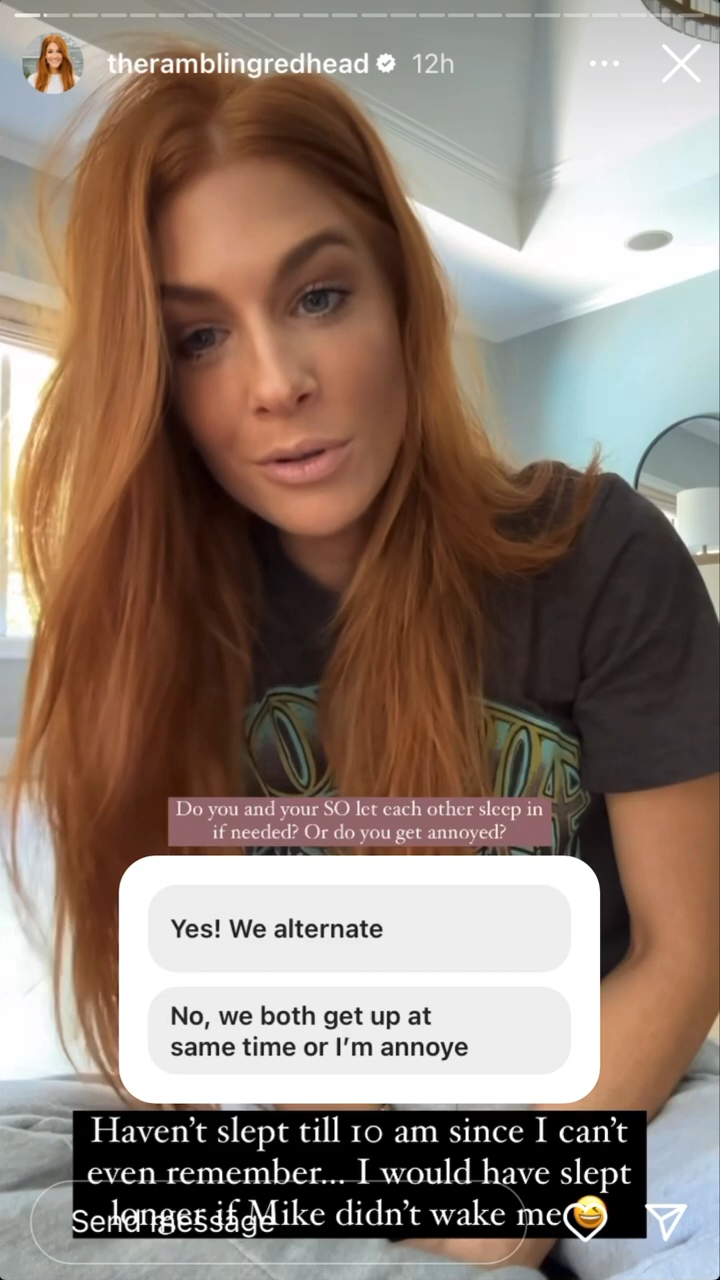 therramblingredhead 12h
Do you and your SO let each other sleep in
if needed? Or do you get annoyed?
Yes! We alternate
No, we both get up at
same time or I’m annoye
Haven’t slept till 10 am since I can’t
even remember... I would have slept
longer if Mike didn’t wake me😅
Send message